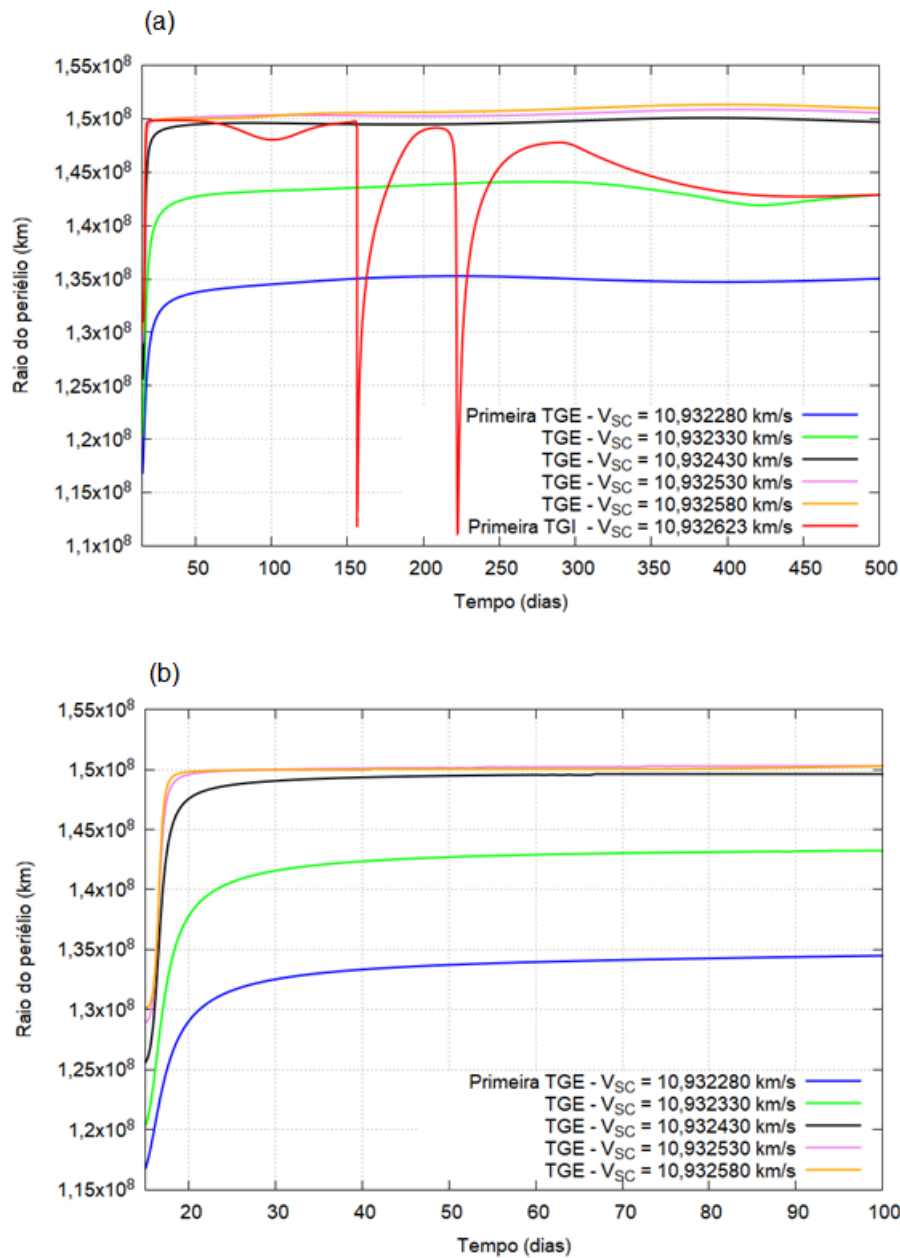 (a)
1,55x10⁸
1,5x10⁸
1,45x10⁸
1,4x10⁸
1,35x10⁸
1,3x10⁸
1,25x10⁸
1,2x10⁸
1,15x10⁸
1,1x10⁸
Raio do periélio (km)
Primeira TGE - V_SC = 10,932280 km/s
TGE - V_SC = 10,932330 km/s
TGE - V_SC = 10,932430 km/s
TGE - V_SC = 10,932530 km/s
TGE - V_SC = 10,932580 km/s
Primeira TGI - V_SC = 10,932623 km/s
50 100 150 200 250 300 350 400 450 500
Tempo (dias)
(b)
1,55x10⁸
1,5x10⁸
1,45x10⁸
1,4x10⁸
1,35x10⁸
1,3x10⁸
1,25x10⁸
1,2x10⁸
1,15x10⁸
Raio do periélio (km)
Primeira TGE - V_SC = 10,932280 km/s
TGE - V_SC = 10,932330 km/s
TGE - V_SC = 10,932430 km/s
TGE - V_SC = 10,932530 km/s
TGE - V_SC = 10,932580 km/s
20 30 40 50 60 70 80 90 100
Tempo (dias)